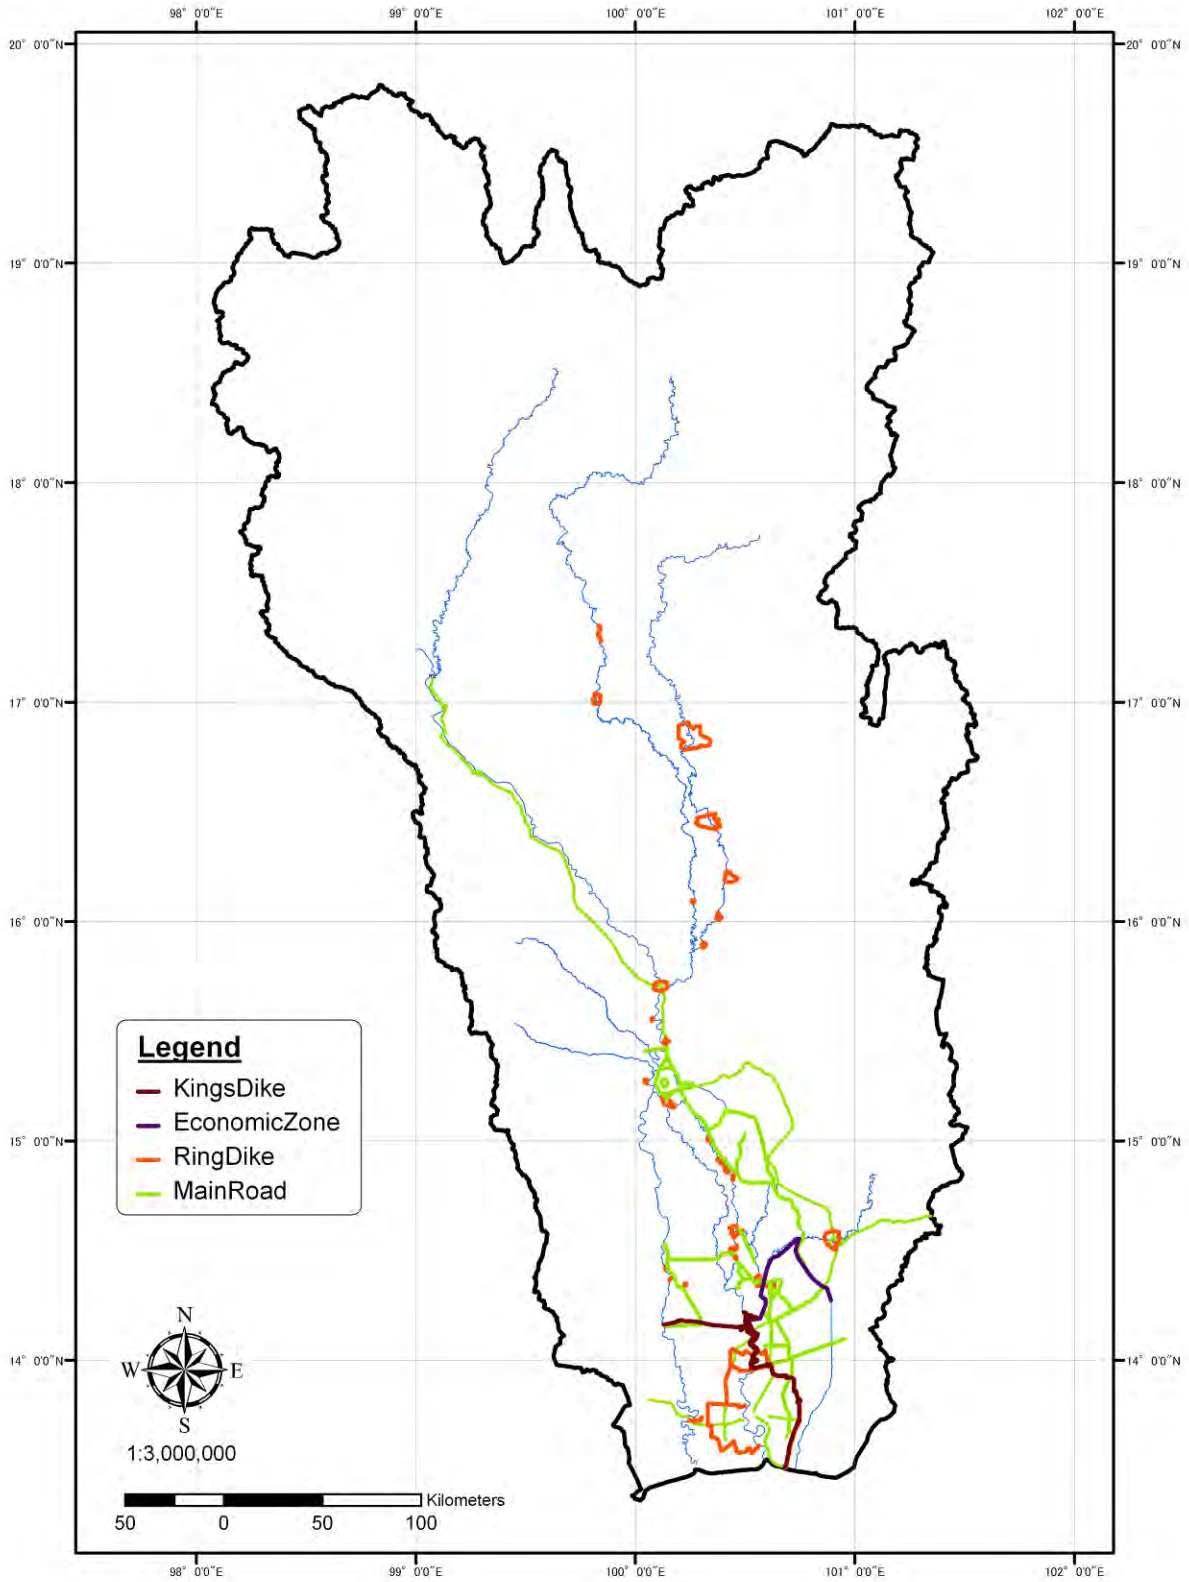 98° 0'0"E 99° 0'0"E 100° 0'0"E 101° 0'0"E 102° 0'0"E
20° 0'0"N 20° 0'0"N
19° 0'0"N 19° 0'0"N
18° 0'0"N 18° 0'0"N
17° 0'0"N 17° 0'0"N
16° 0'0"N 16° 0'0"N
Legend
KingsDike
EconomicZone
RingDike
MainRoad
15° 0'0"N 15° 0'0"N
N
W E
S
14° 0'0"N 14° 0'0"N
1:3,000,000
Kilometers
50 0 50 100
98° 0'0"E 99° 0'0"E 100° 0'0"E 101° 0'0"E 102° 0'0"E